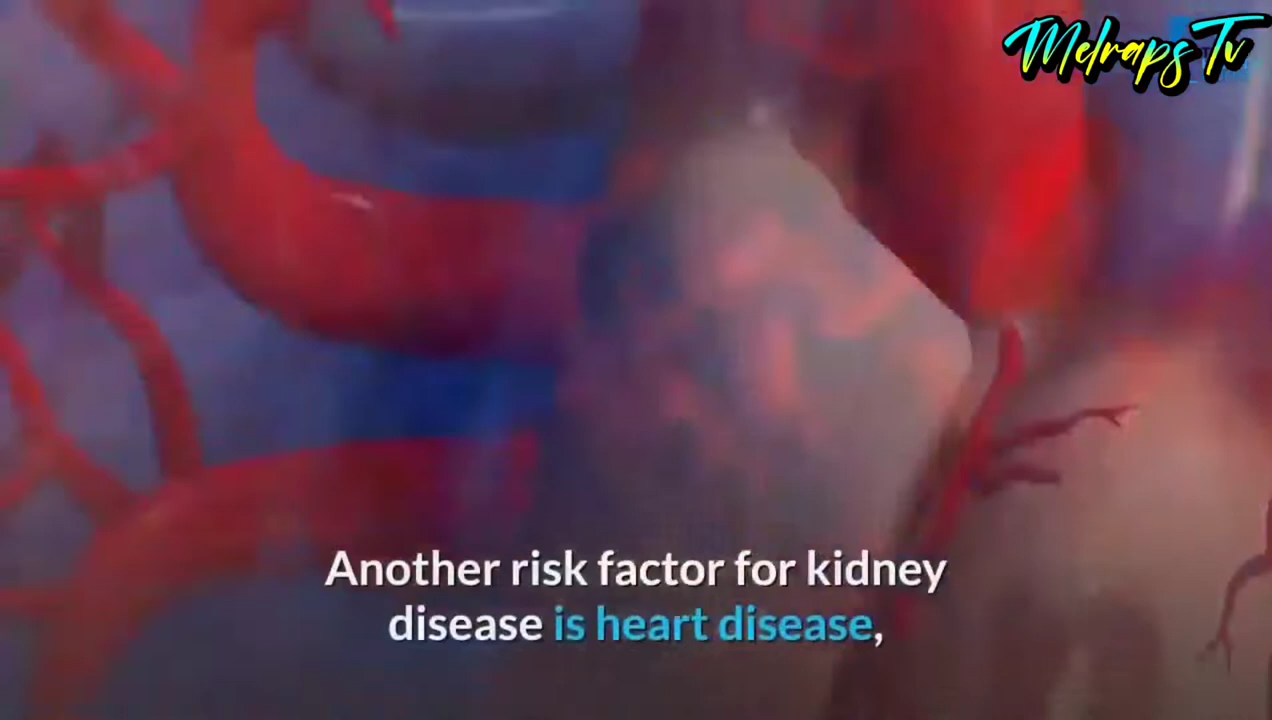 Melraps Tv
Another risk factor for kidney
disease is heart disease,